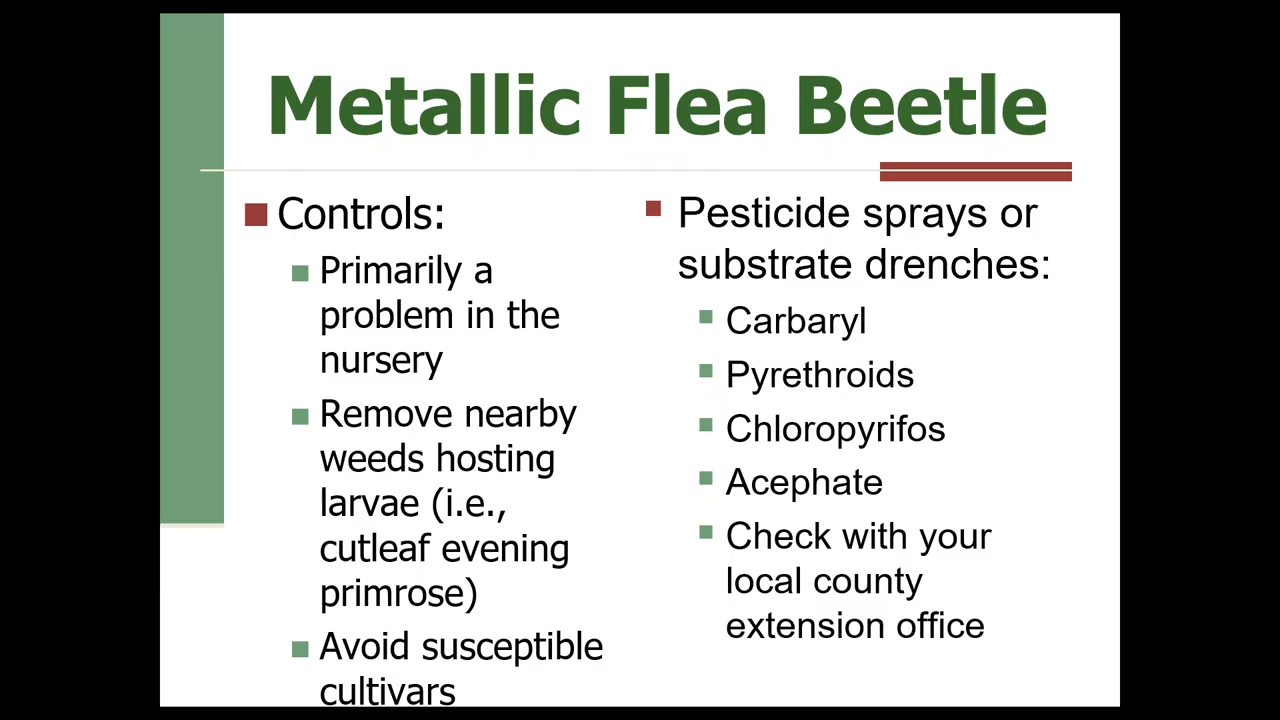 Metallic Flea Beetle
Controls:
Primarily a
problem in the
nursery
Remove nearby
weeds hosting
larvae (i.e.,
cutleaf evening
primrose)
Avoid susceptible
cultivars
Pesticide sprays or
substrate drenches:
Carbaryl
Pyrethroids
Chloropyrifos
Acephate
Check with your
local county
extension office